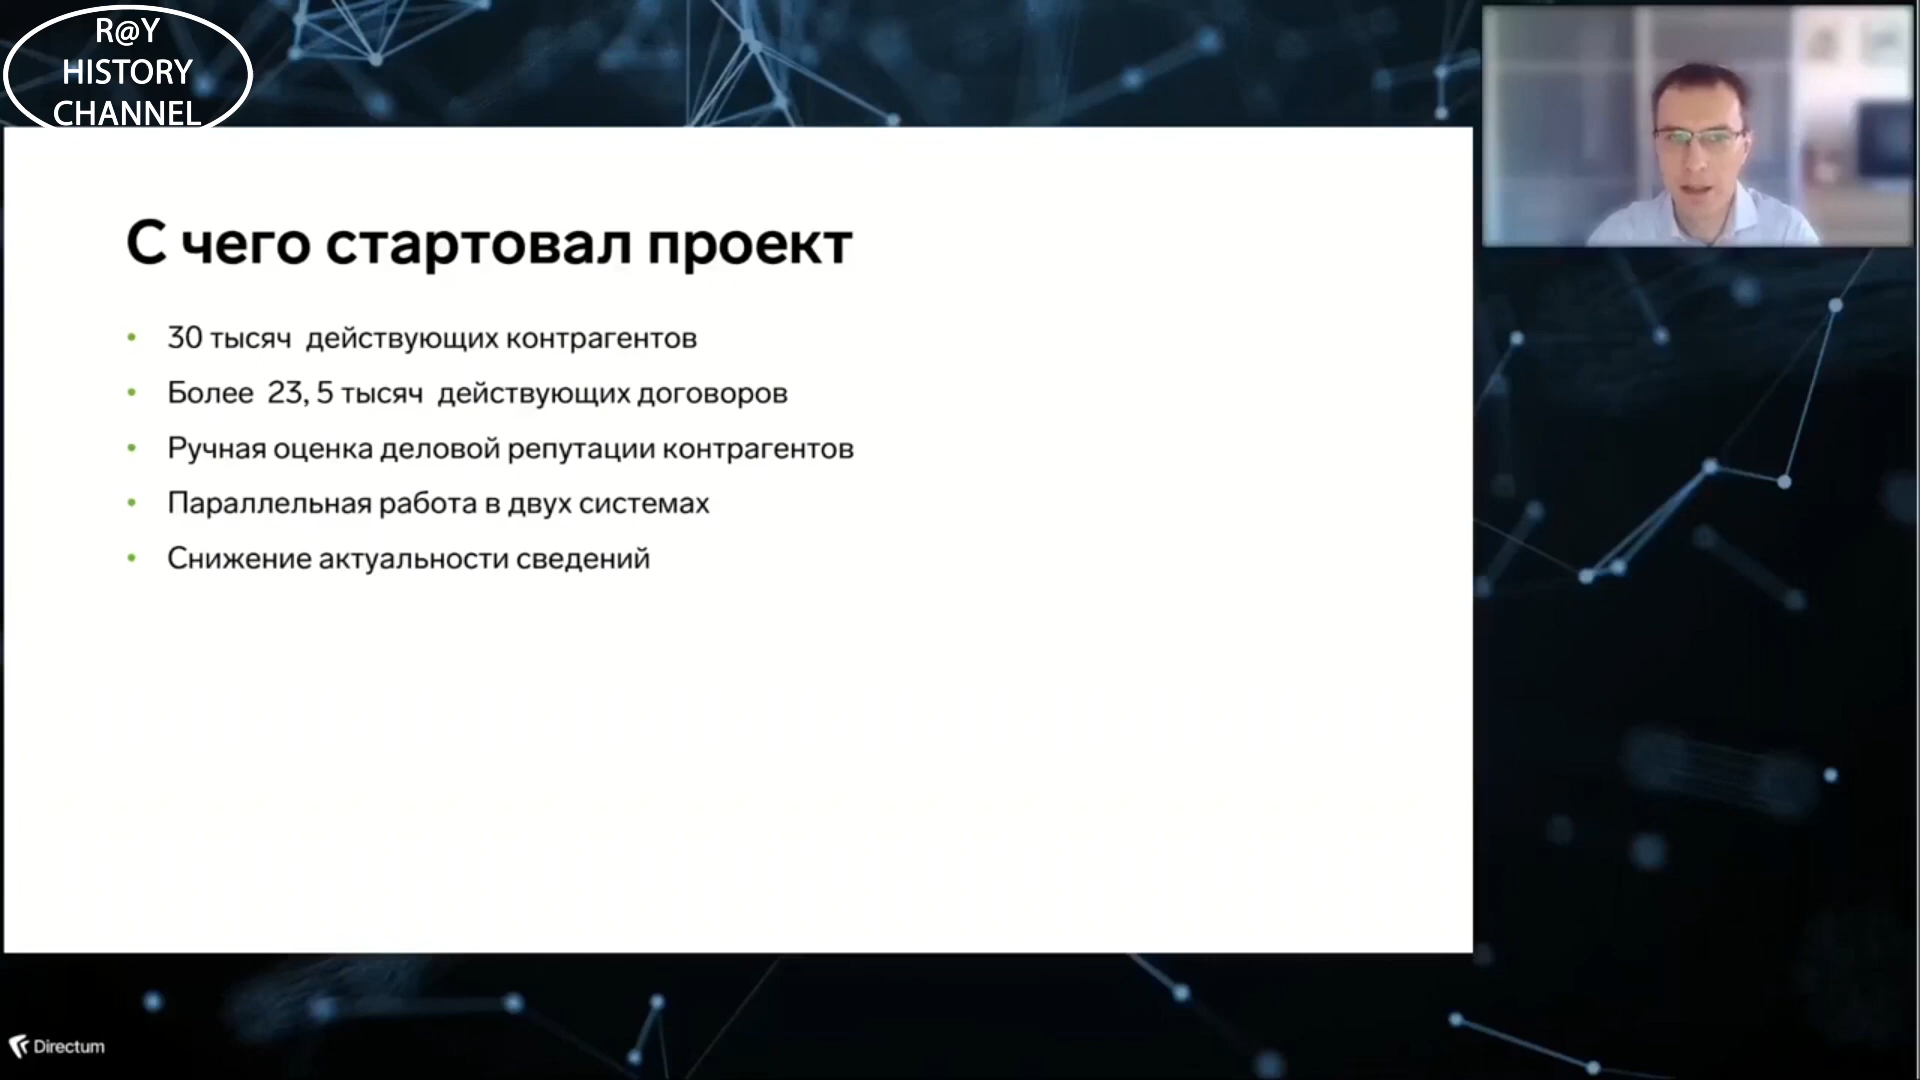 R@Y
HISTORY
CHANNEL
С чего стартовал проект
• 30 тысяч  действующих контрагентов
• Более  23, 5 тысяч  действующих договоров
• Ручная оценка деловой репутации контрагентов
• Параллельная работа в двух системах
• Снижение актуальности сведений
Directum